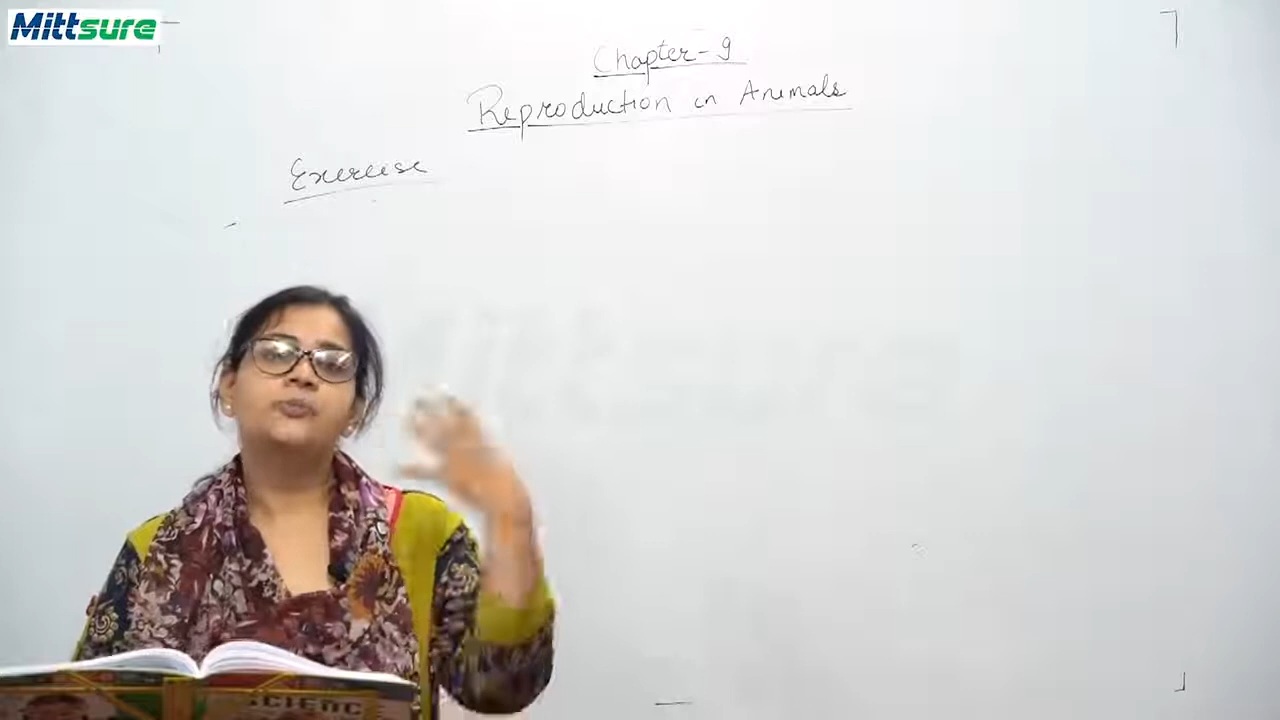 Mittsure
Chapter-9
Reproduction in Animals
Exercise
SCIENC